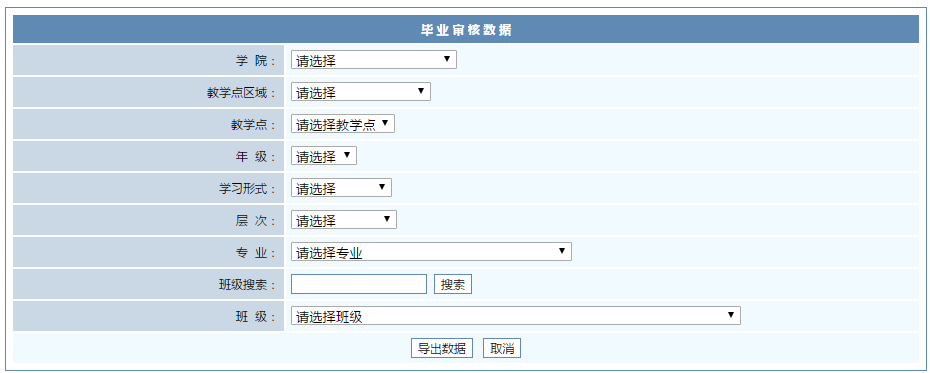 毕业审核数据
学 院： 请选择
教学点区域： 请选择
教学点： 请选择教学点
年 级： 请选择
学习形式： 请选择
层 次： 请选择
专 业： 请选择专业
班级搜索： 搜索
班 级： 请选择班级
导出数据 取消